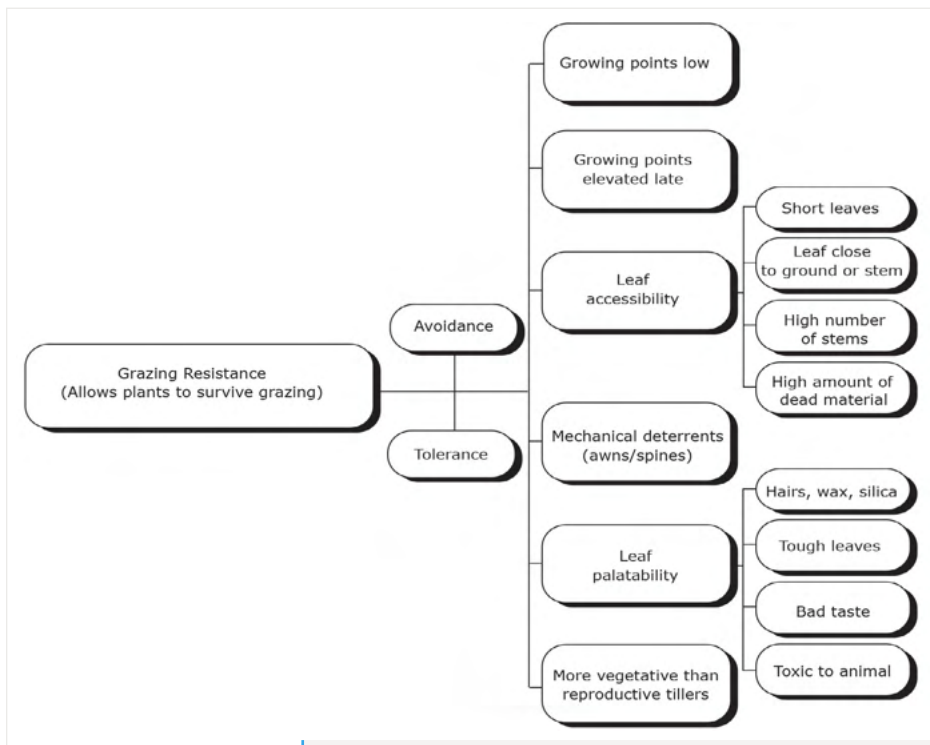 Growing points low
Growing points
elevated late
Short leaves
Leaf close
to ground or stem
Leaf
accessibility
High number
of stems
Avoidance
Grazing Resistance
(Allows plants to survive grazing)
High amount of
dead material
Tolerance
Mechanical deterrents
(awns/spines)
Hairs, wax, silica
Tough leaves
Leaf
palatability
Bad taste
More vegetative than
reproductive tillers
Toxic to animal